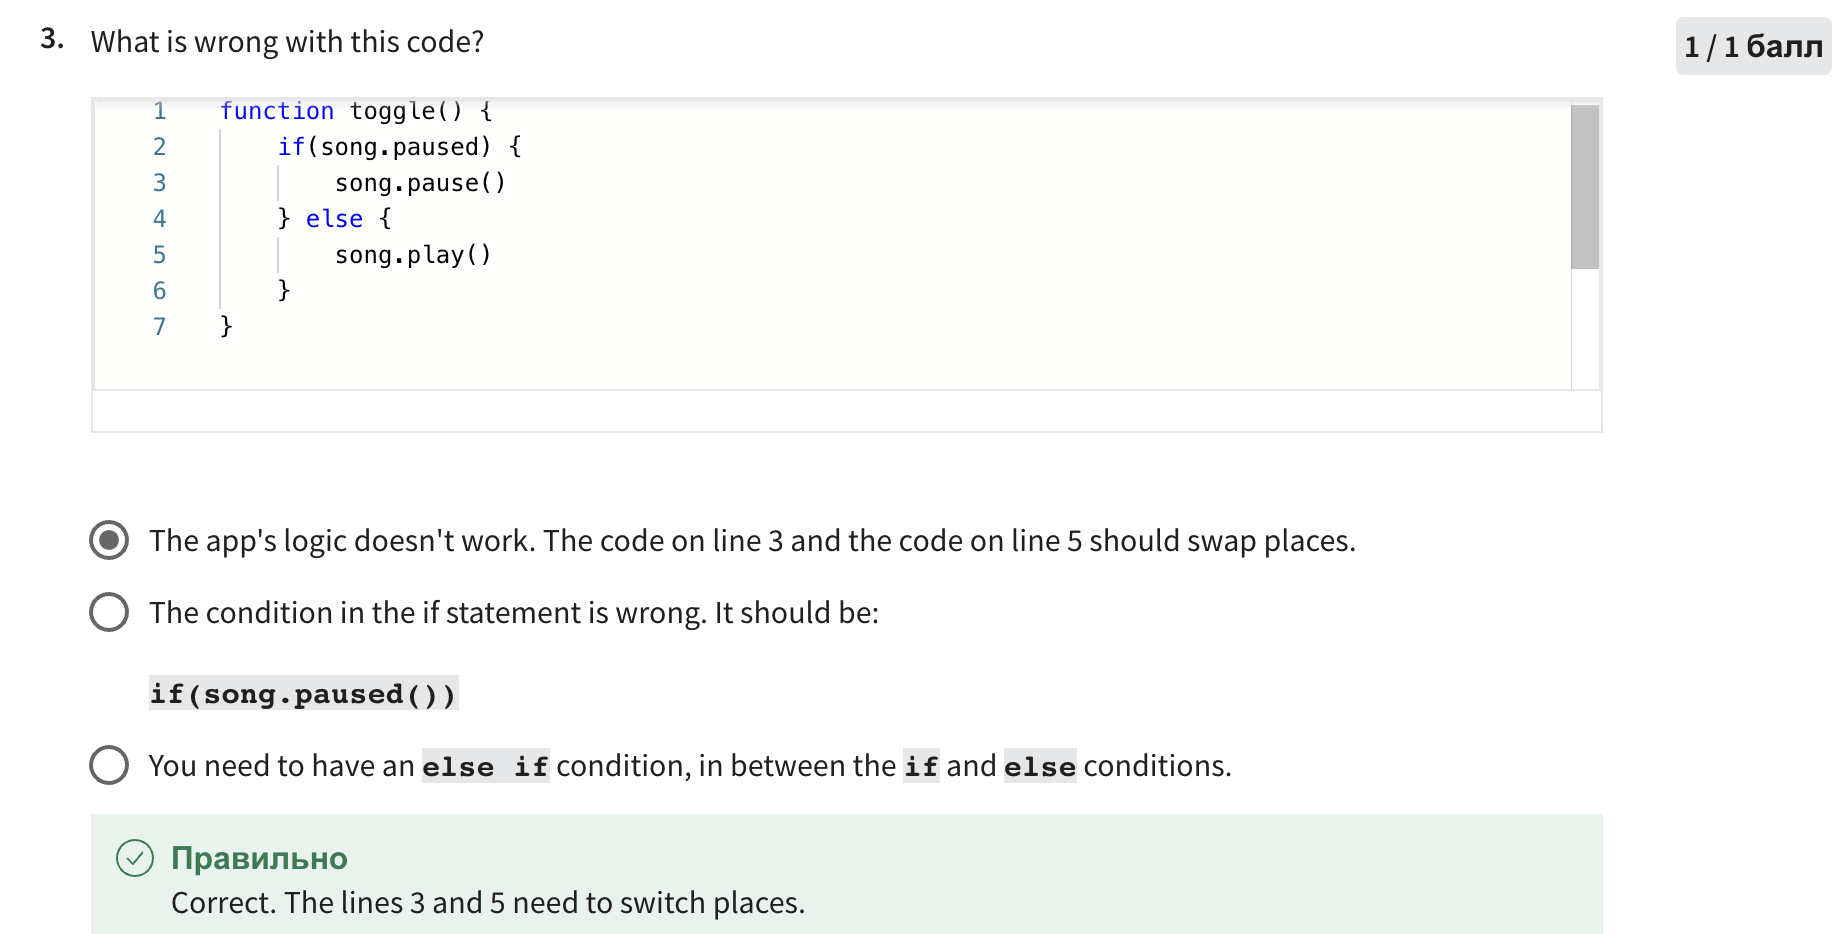 3. What is wrong with this code?
1 / 1 балл
1 function toggle() {
2     if(song.paused) {
3         song.pause()
4     } else {
5         song.play()
6     }
7 }
The app's logic doesn't work. The code on line 3 and the code on line 5 should swap places.
The condition in the if statement is wrong. It should be:
if(song.paused())
You need to have an else if condition, in between the if and else conditions.
Правильно
Correct. The lines 3 and 5 need to switch places.